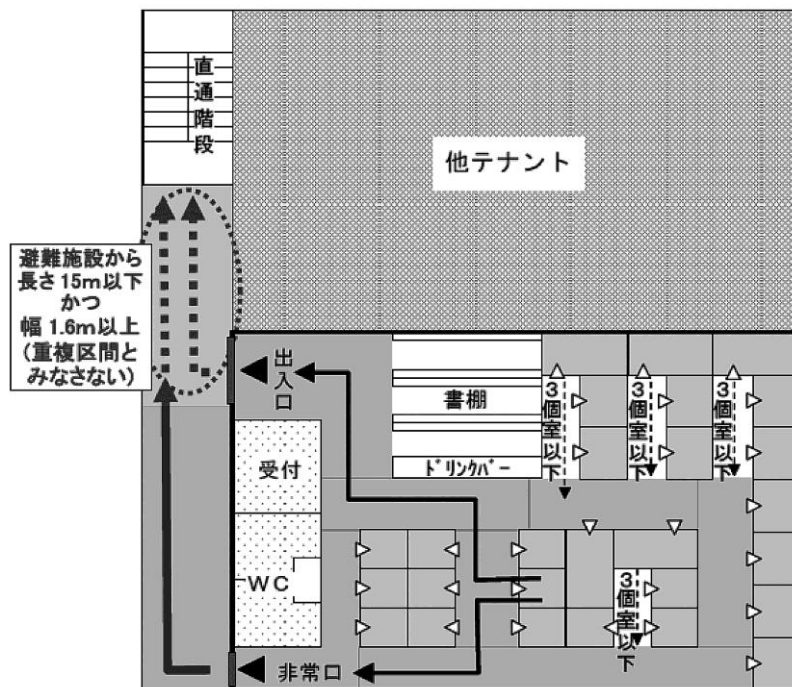 直通階段
他テナント
避難施設から
長さ15m以下
かつ
幅 1.6m以上
（重複区間と
みなさない）
出入口
書棚
3個室以下
3個室以下
3個室以下
受付
ﾄﾞﾘﾝｸﾊﾞｰ
WC
3個室以下
非常口